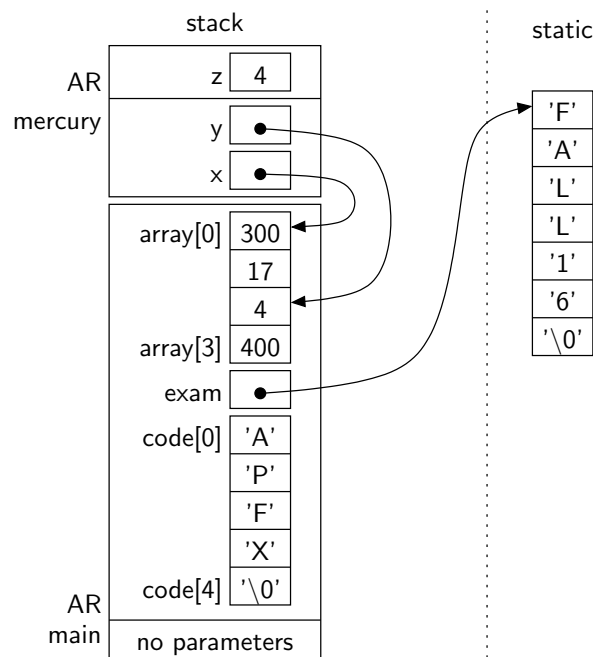 stack
static
AR
mercury
z 4
y
x
array[0] 300
17
4
array[3] 400
exam
code[0] 'A'
'P'
'F'
'X'
code[4] '\0'
AR
main
no parameters
'F'
'A'
'L'
'L'
'1'
'6'
'\0'